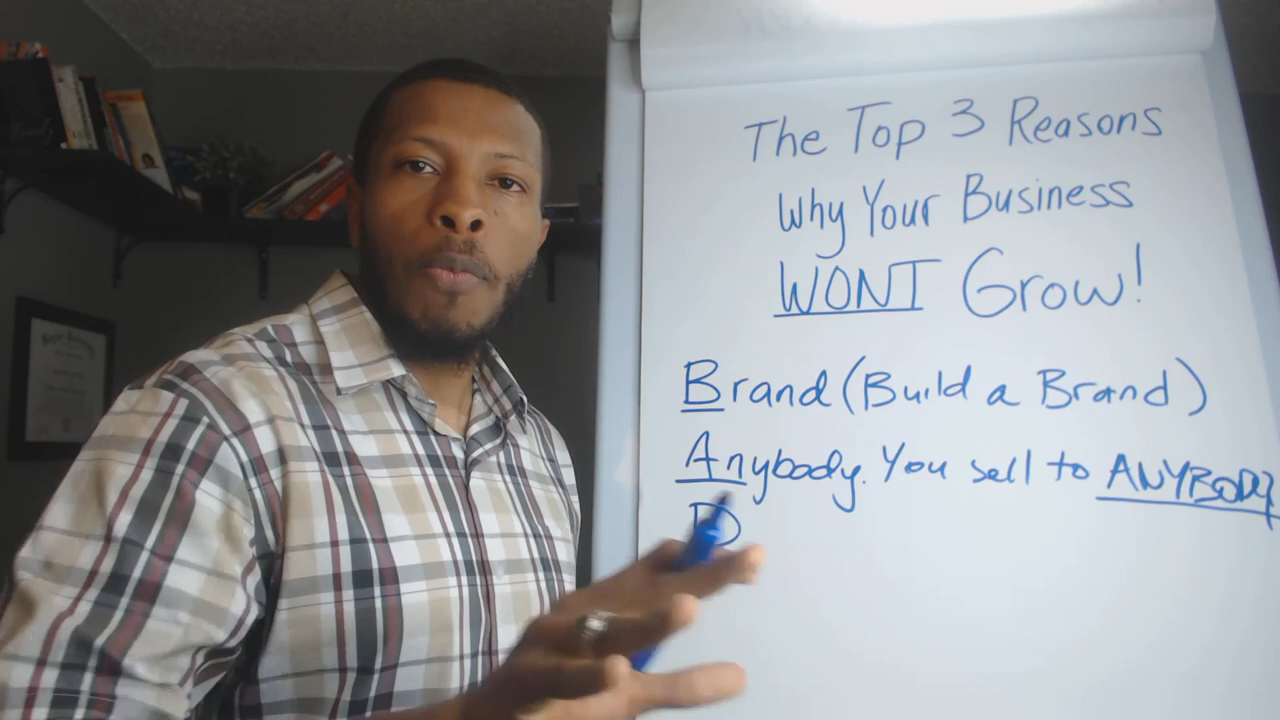 The Top 3 Reasons
Why Your Business
WONT Grow!
Brand (Build a Brand)
Anybody. You sell to ANYBODY
D